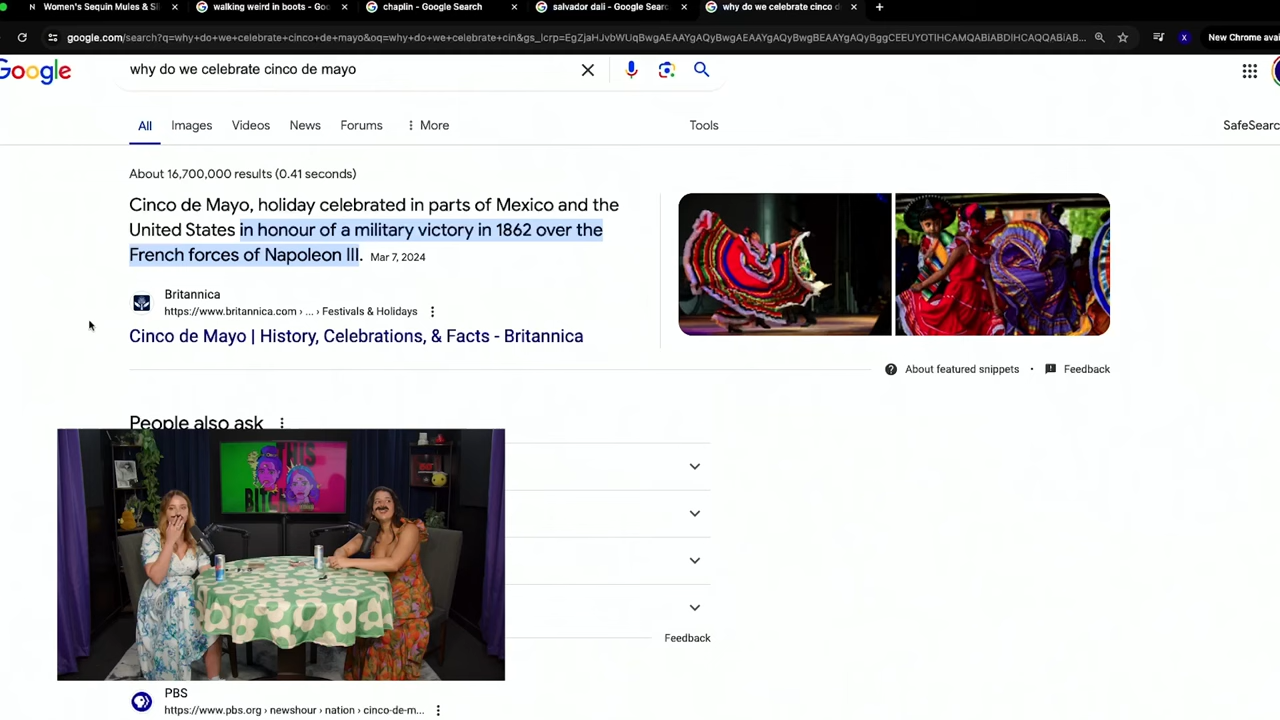 Women's Sequin Mules & Sl
walking weird in boots - Goo
chaplin - Google Search
salvador dali - Google Searc
why do we celebrate cinco d
google.com/search?q=why+do+we+celebrate+cinco+de+mayo&oq=why+do+we+celebrate+cin&gs_lcrp=EgZjaHJvbWUqBwgAEAAYgAQyBwgAEAAYgAQyBwgBEAAYgAQyBggCEEUYOTIHCAMQABiABDIHCAQQABiAB...
New Chrome avai
Google
why do we celebrate cinco de mayo
All Images Videos News Forums More Tools SafeSearc
About 16,700,000 results (0.41 seconds)
Cinco de Mayo, holiday celebrated in parts of Mexico and the
United States in honour of a military victory in 1862 over the
French forces of Napoleon III. Mar 7, 2024
Britannica
https://www.britannica.com › ... › Festivals & Holidays
Cinco de Mayo | History, Celebrations, & Facts - Britannica
About featured snippets • Feedback
People also ask
THIS
BITCH
Feedback
PBS
https://www.pbs.org › newshour › nation › cinco-de-m...